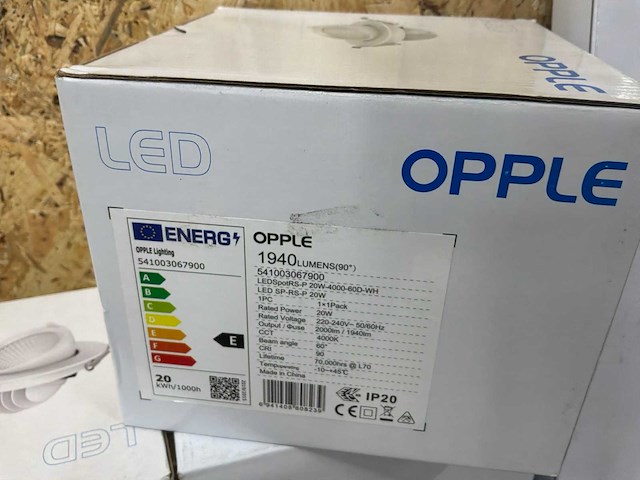 OPPLE
LED
OPPLE
ENERG
OPPLE Lighting
541003067900
A
B
C
D
E
F
G
E
20
kWh/1000h
OPPLE
1940 LUMENS(90°)
541003067900
LEDSpotRS-P 20W-4000-60D-WH
LED SP-RS-P 20W
1PC 1×1Pack
Rated Power 20W
Rated Voltage 220-240V~ 50/60Hz
Output / Φuse 2000lm / 1940lm
CCT 4000K
Beam angle 60°
CRI 90
Lifetime 70,000hrs @ L70
Made in China
IP20
CE
LED